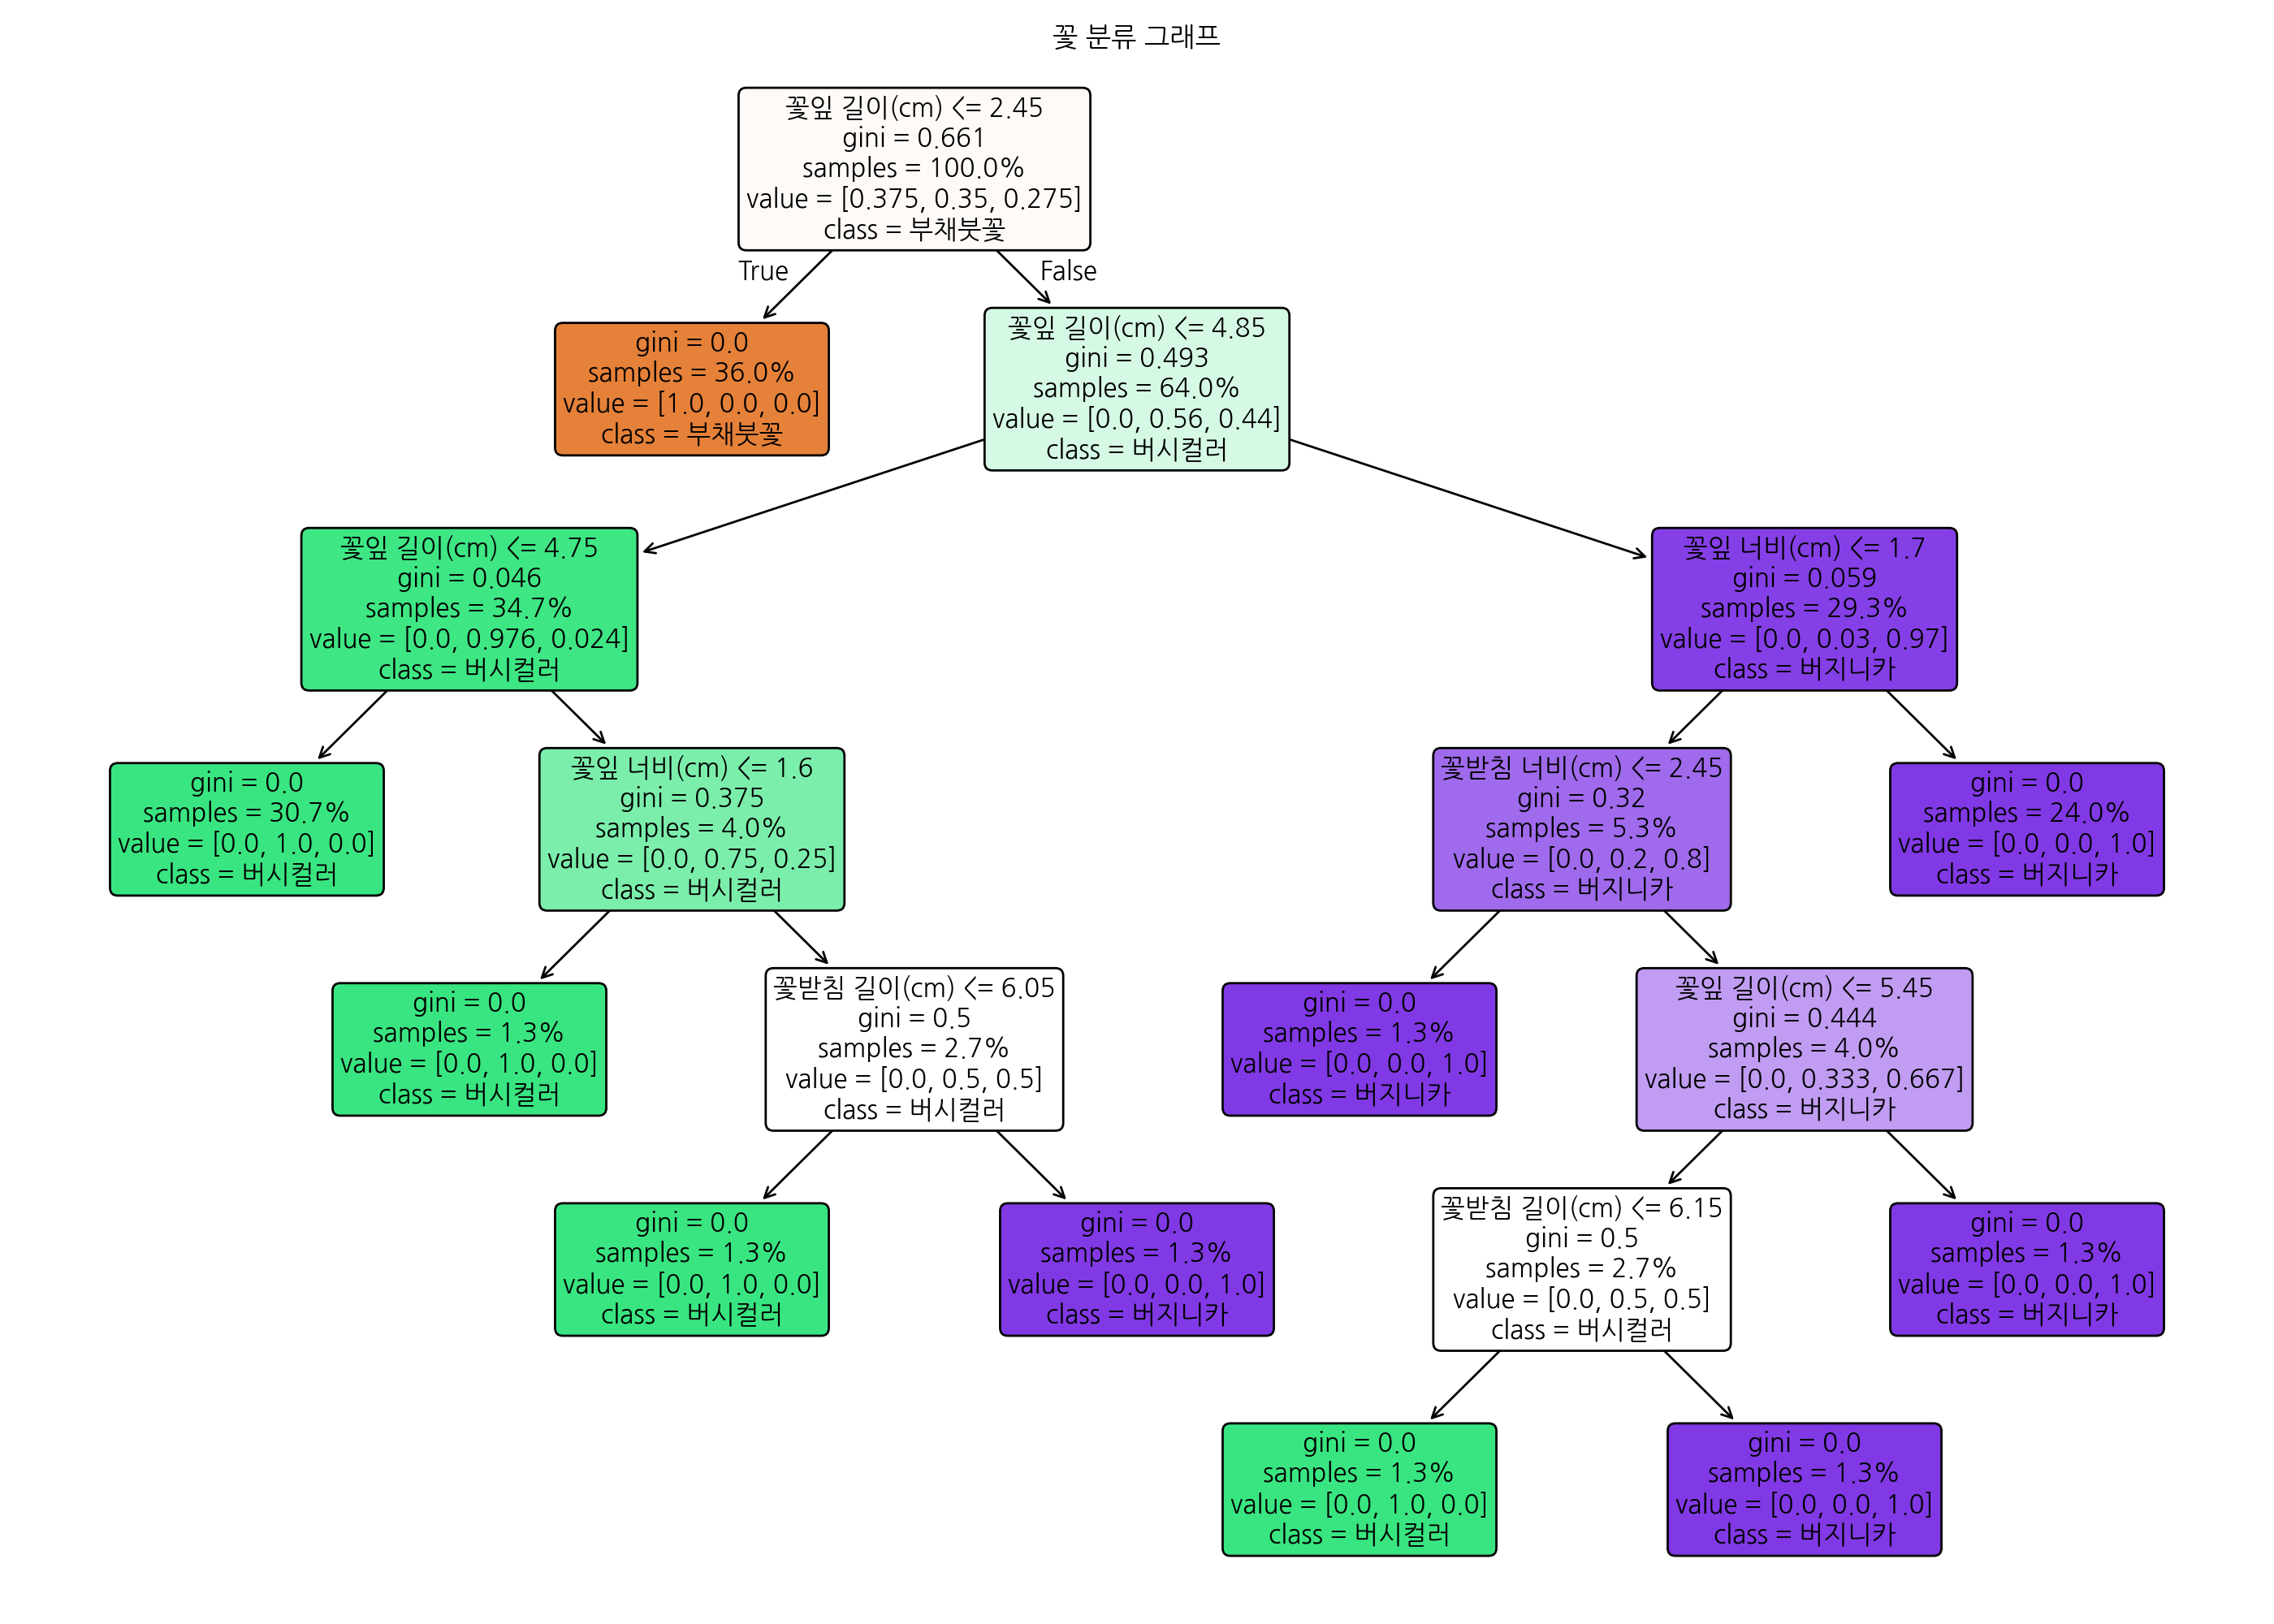 꽃 분류 그래프
꽃잎 길이(cm) <= 2.45
gini = 0.661
samples = 100.0%
value = [0.375, 0.35, 0.275]
class = 부채붓꽃
True
False
gini = 0.0
samples = 36.0%
value = [1.0, 0.0, 0.0]
class = 부채붓꽃
꽃잎 길이(cm) <= 4.85
gini = 0.493
samples = 64.0%
value = [0.0, 0.56, 0.44]
class = 버시컬러
꽃잎 길이(cm) <= 4.75
gini = 0.046
samples = 34.7%
value = [0.0, 0.976, 0.024]
class = 버시컬러
꽃잎 너비(cm) <= 1.7
gini = 0.059
samples = 29.3%
value = [0.0, 0.03, 0.97]
class = 버지니카
gini = 0.0
samples = 30.7%
value = [0.0, 1.0, 0.0]
class = 버시컬러
꽃잎 너비(cm) <= 1.6
gini = 0.375
samples = 4.0%
value = [0.0, 0.75, 0.25]
class = 버시컬러
꽃받침 너비(cm) <= 2.45
gini = 0.32
samples = 5.3%
value = [0.0, 0.2, 0.8]
class = 버지니카
gini = 0.0
samples = 24.0%
value = [0.0, 0.0, 1.0]
class = 버지니카
gini = 0.0
samples = 1.3%
value = [0.0, 1.0, 0.0]
class = 버시컬러
꽃받침 길이(cm) <= 6.05
gini = 0.5
samples = 2.7%
value = [0.0, 0.5, 0.5]
class = 버시컬러
gini = 0.0
samples = 1.3%
value = [0.0, 0.0, 1.0]
class = 버지니카
꽃잎 길이(cm) <= 5.45
gini = 0.444
samples = 4.0%
value = [0.0, 0.333, 0.667]
class = 버지니카
gini = 0.0
samples = 1.3%
value = [0.0, 1.0, 0.0]
class = 버시컬러
gini = 0.0
samples = 1.3%
value = [0.0, 0.0, 1.0]
class = 버지니카
꽃받침 길이(cm) <= 6.15
gini = 0.5
samples = 2.7%
value = [0.0, 0.5, 0.5]
class = 버시컬러
gini = 0.0
samples = 1.3%
value = [0.0, 0.0, 1.0]
class = 버지니카
gini = 0.0
samples = 1.3%
value = [0.0, 1.0, 0.0]
class = 버시컬러
gini = 0.0
samples = 1.3%
value = [0.0, 0.0, 1.0]
class = 버지니카